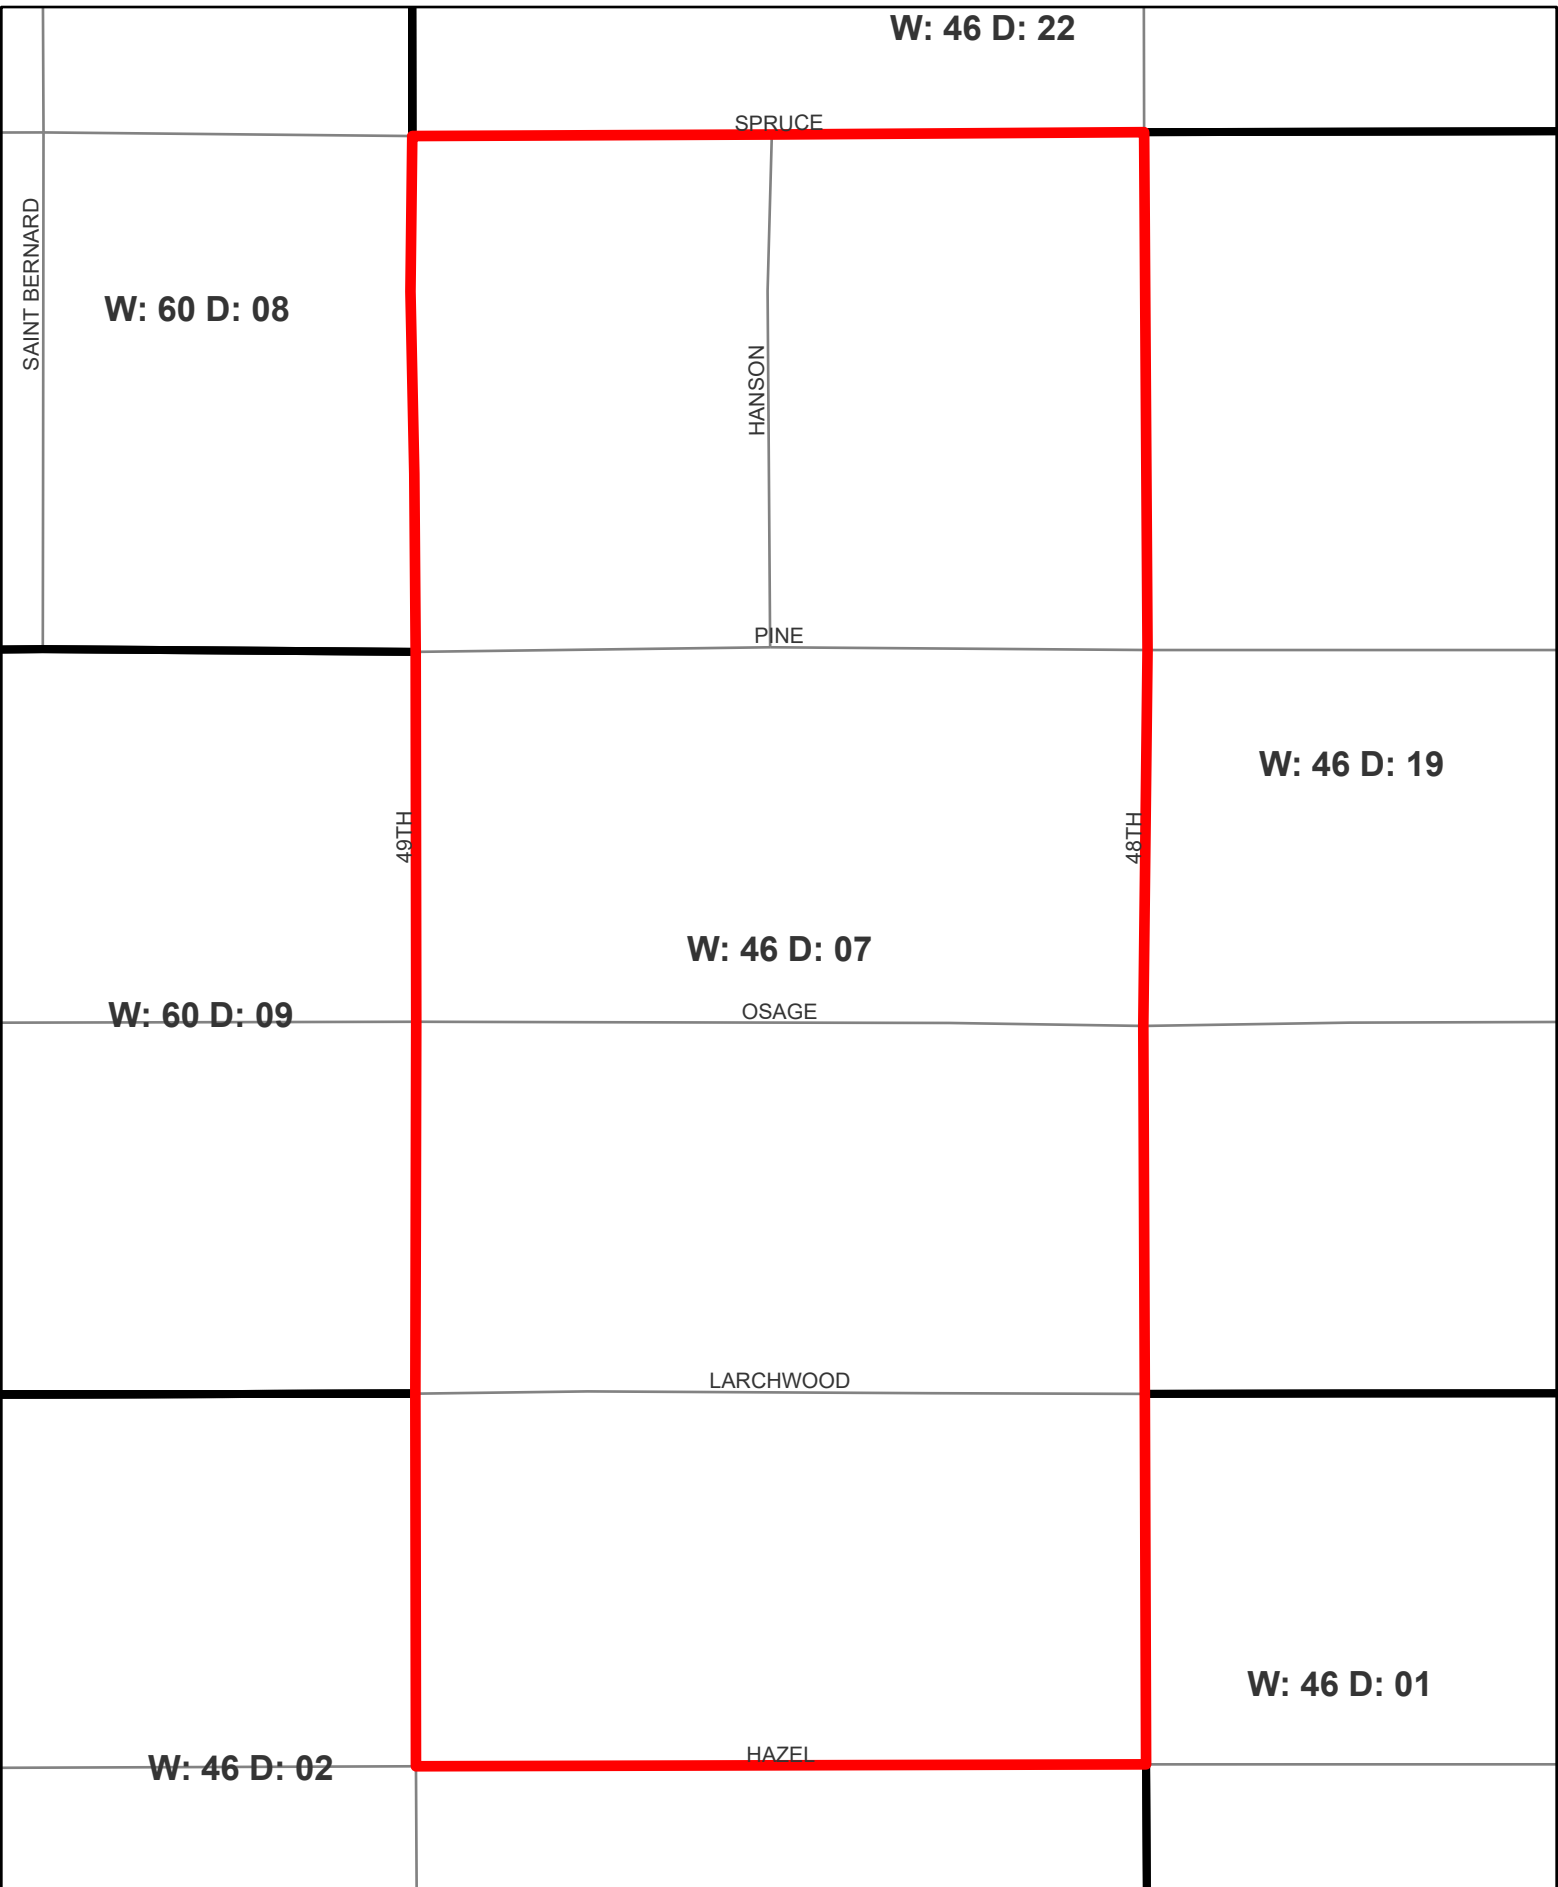 W: 46 D: 22
SPRUCE
SAINT BERNARD
W: 60 D: 08
HANSON
PINE
W: 46 D: 19
49TH
48TH
W: 46 D: 07
OSAGE
W: 60 D: 09
LARCHWOOD
W: 46 D: 01
HAZEL
W: 46 D: 02